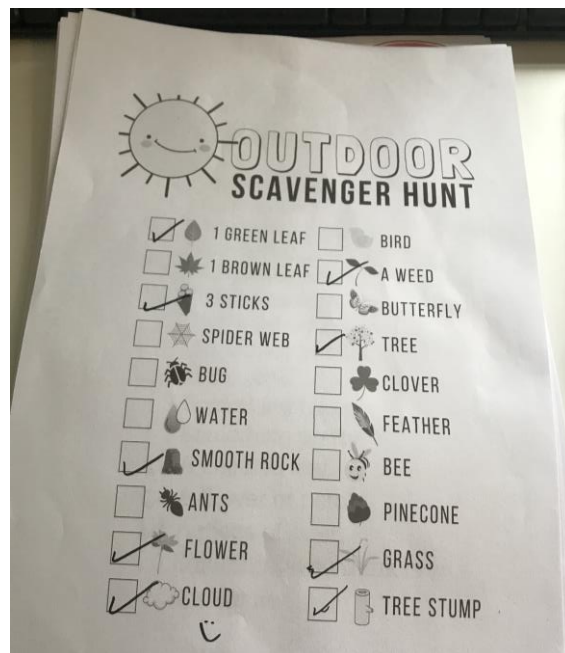 OUTDOOR
SCAVENGER HUNT
1 GREEN LEAF
1 BROWN LEAF
3 STICKS
SPIDER WEB
BUG
WATER
SMOOTH ROCK
ANTS
FLOWER
CLOUD
BIRD
A WEED
BUTTERFLY
TREE
CLOVER
FEATHER
BEE
PINECONE
GRASS
TREE STUMP